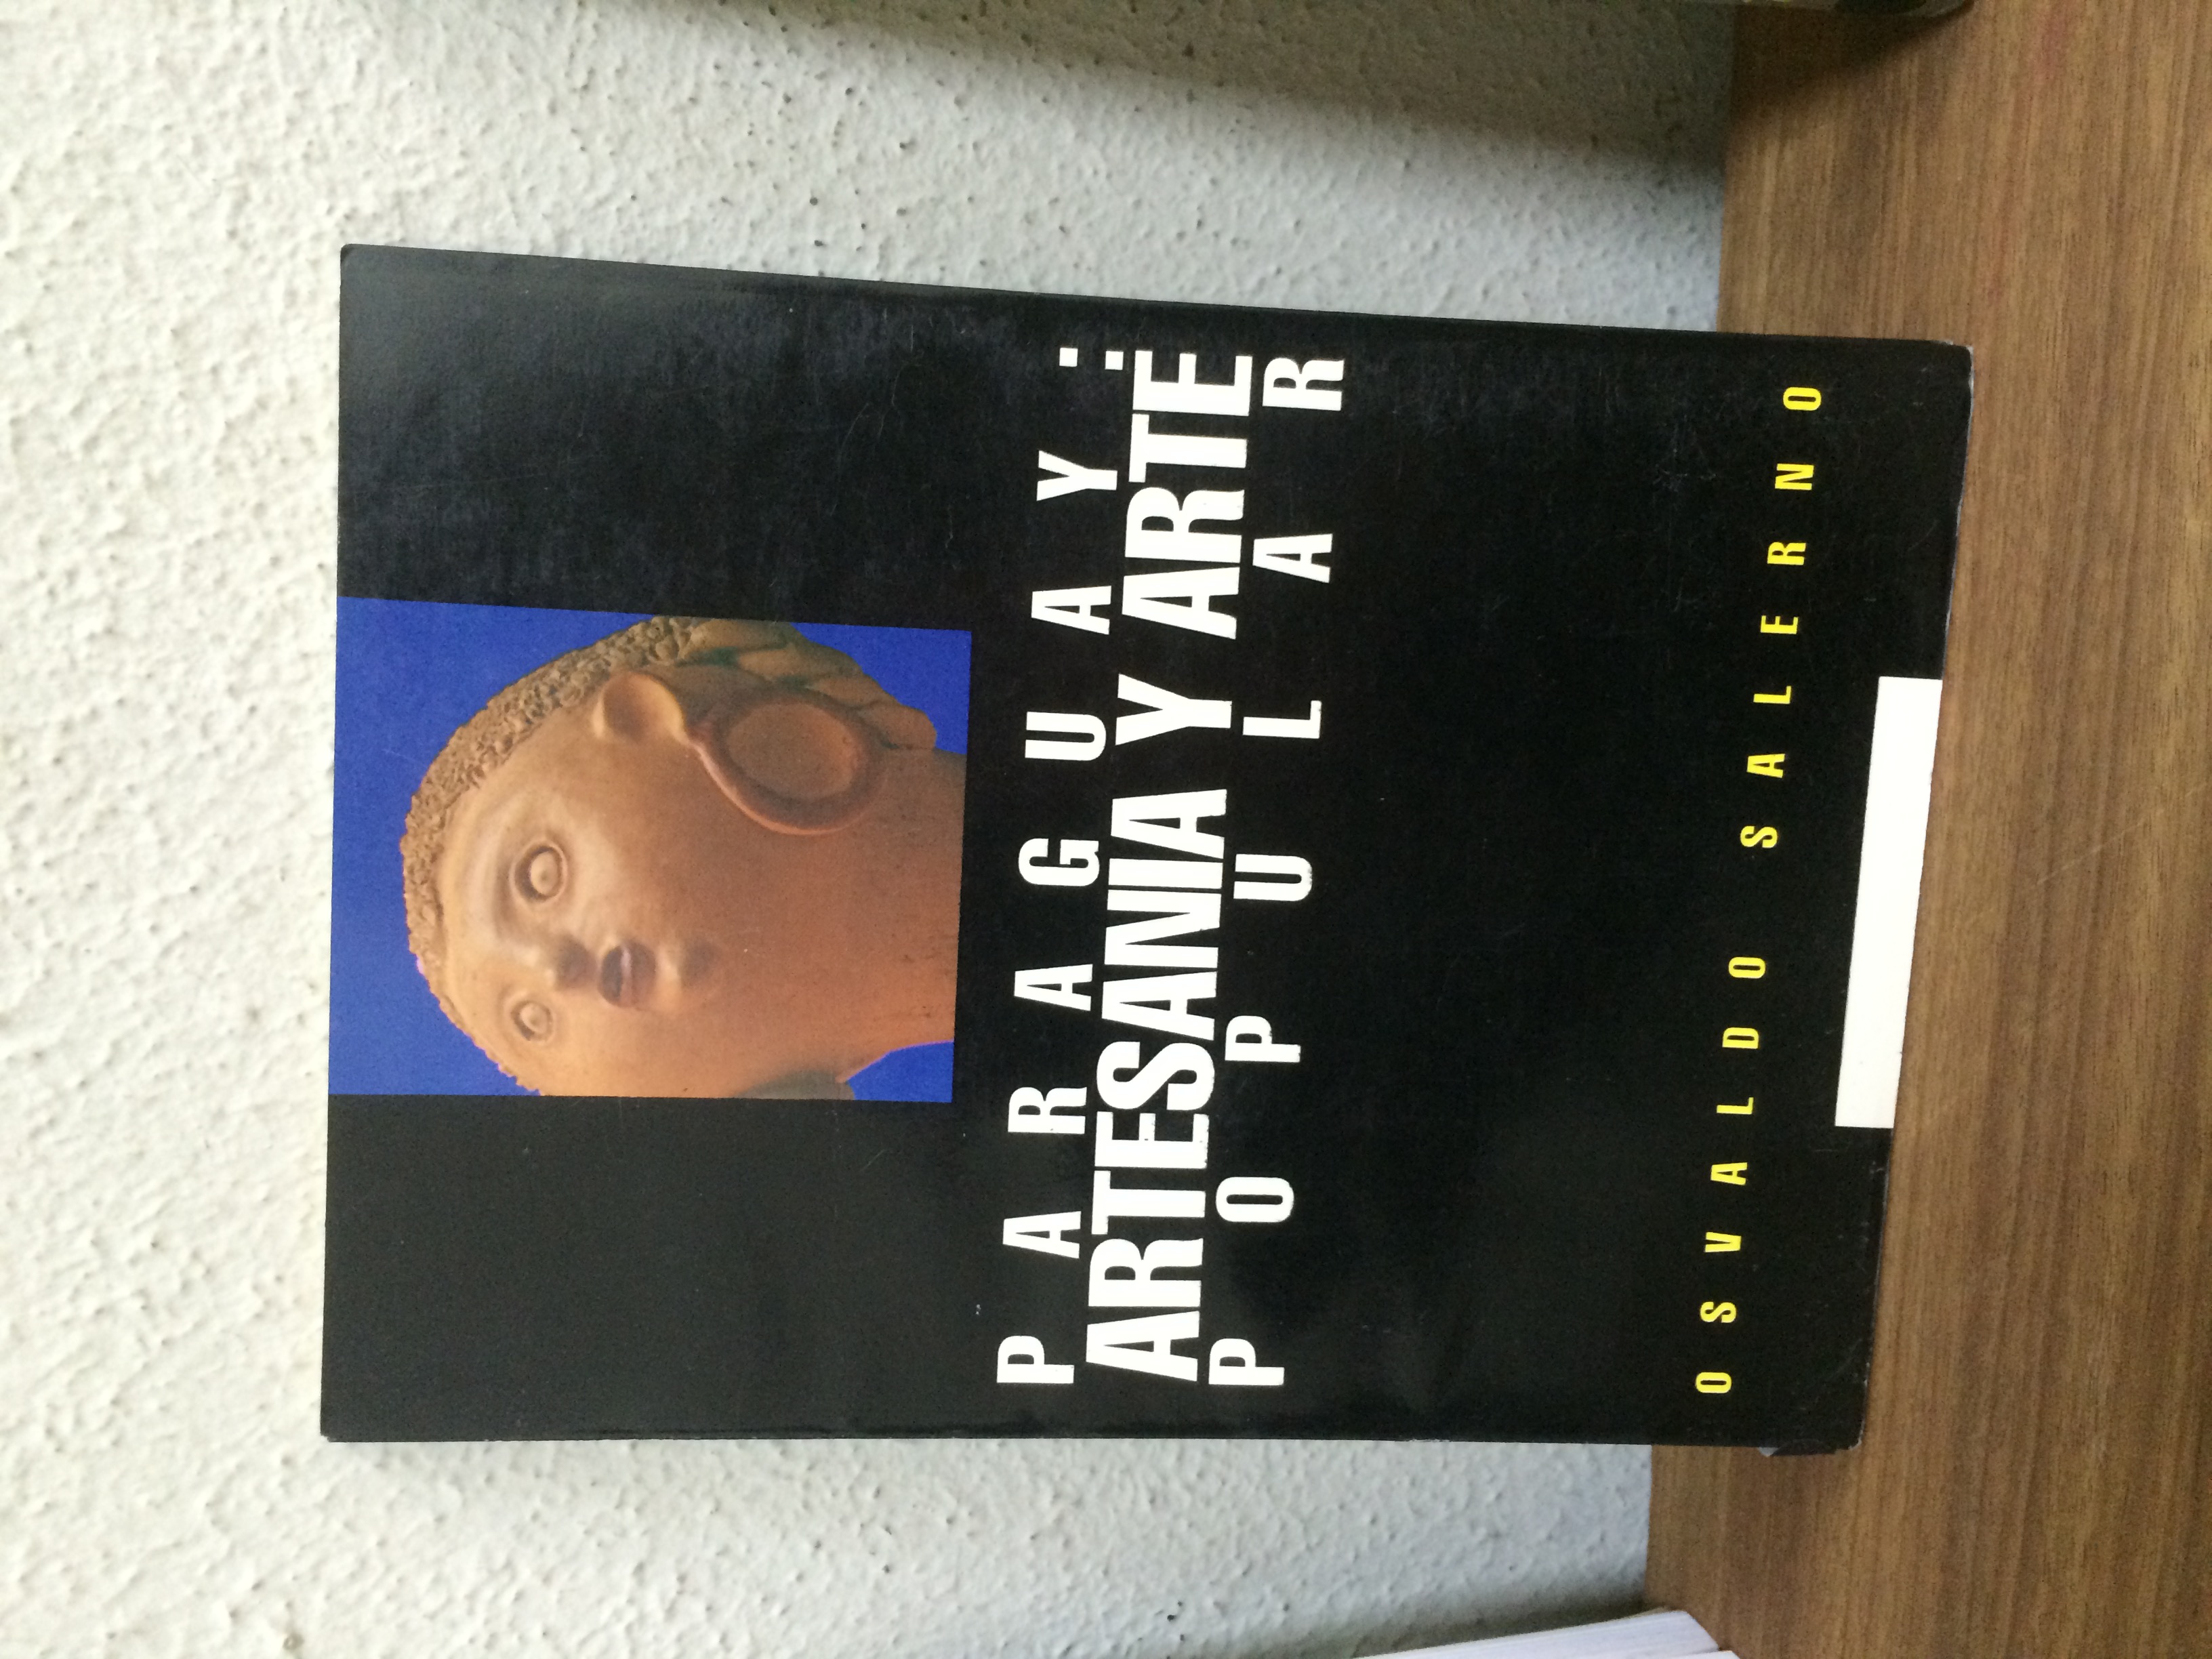 PARAGUAY:
ARTESANIA Y ARTE
POPULAR
OSVALDO SALERNO